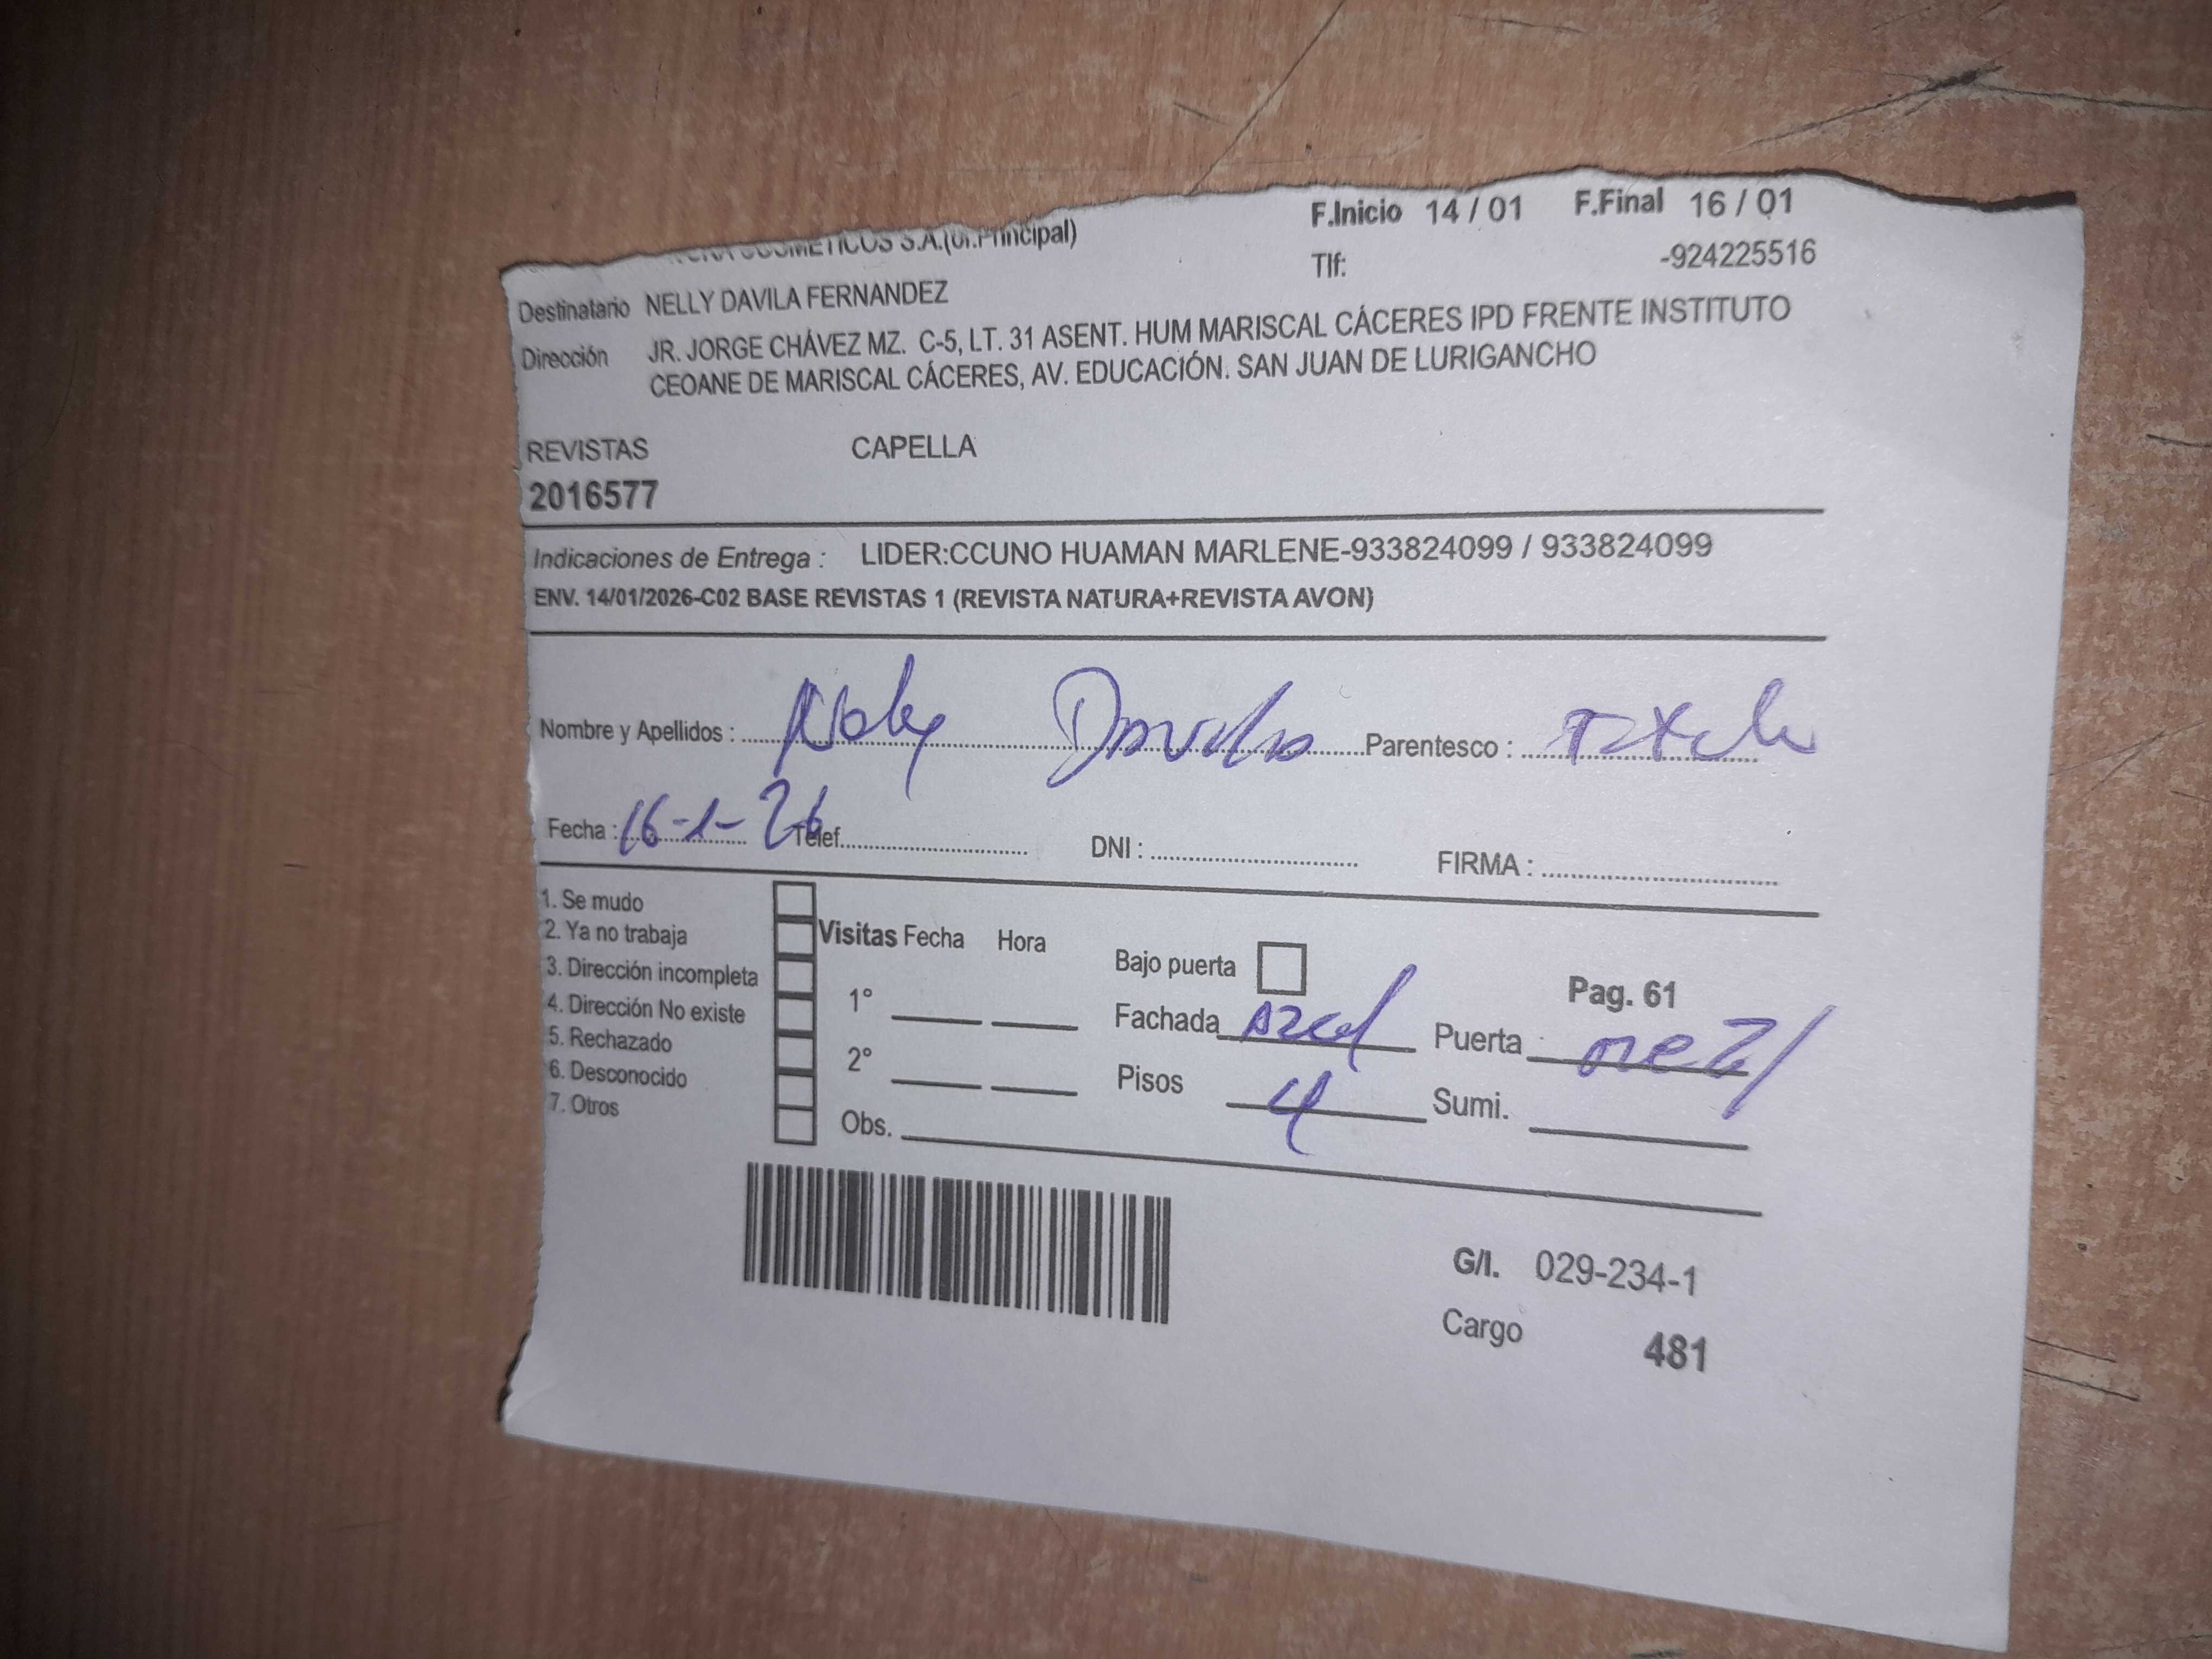 COSMETICOS S.A.(of.Principal) F.Inicio 14 / 01 F.Final 16 / 01
Tlf: -924225516
Destinatario NELLY DAVILA FERNANDEZ
Dirección JR. JORGE CHÁVEZ MZ. C-5, LT. 31 ASENT. HUM MARISCAL CÁCERES IPD FRENTE INSTITUTO
CEOANE DE MARISCAL CÁCERES, AV. EDUCACIÓN. SAN JUAN DE LURIGANCHO
REVISTAS CAPELLA
2016577
Indicaciones de Entrega : LIDER:CCUNO HUAMAN MARLENE-933824099 / 933824099
ENV. 14/01/2026-C02 BASE REVISTAS 1 (REVISTA NATURA+REVISTA AVON)
Nombre y Apellidos : Nely Davila Parentesco :
Fecha : 16-1-26 Telef. DNI : FIRMA :
1. Se mudo
2. Ya no trabaja
3. Dirección incompleta
4. Dirección No existe
5. Rechazado
6. Desconocido
7. Otros
Visitas Fecha Hora
1°
2°
Obs.
Bajo puerta
Fachada Azul
Pisos 4
Pag. 61
Puerta metal
Sumi.
G/I. 029-234-1
Cargo 481